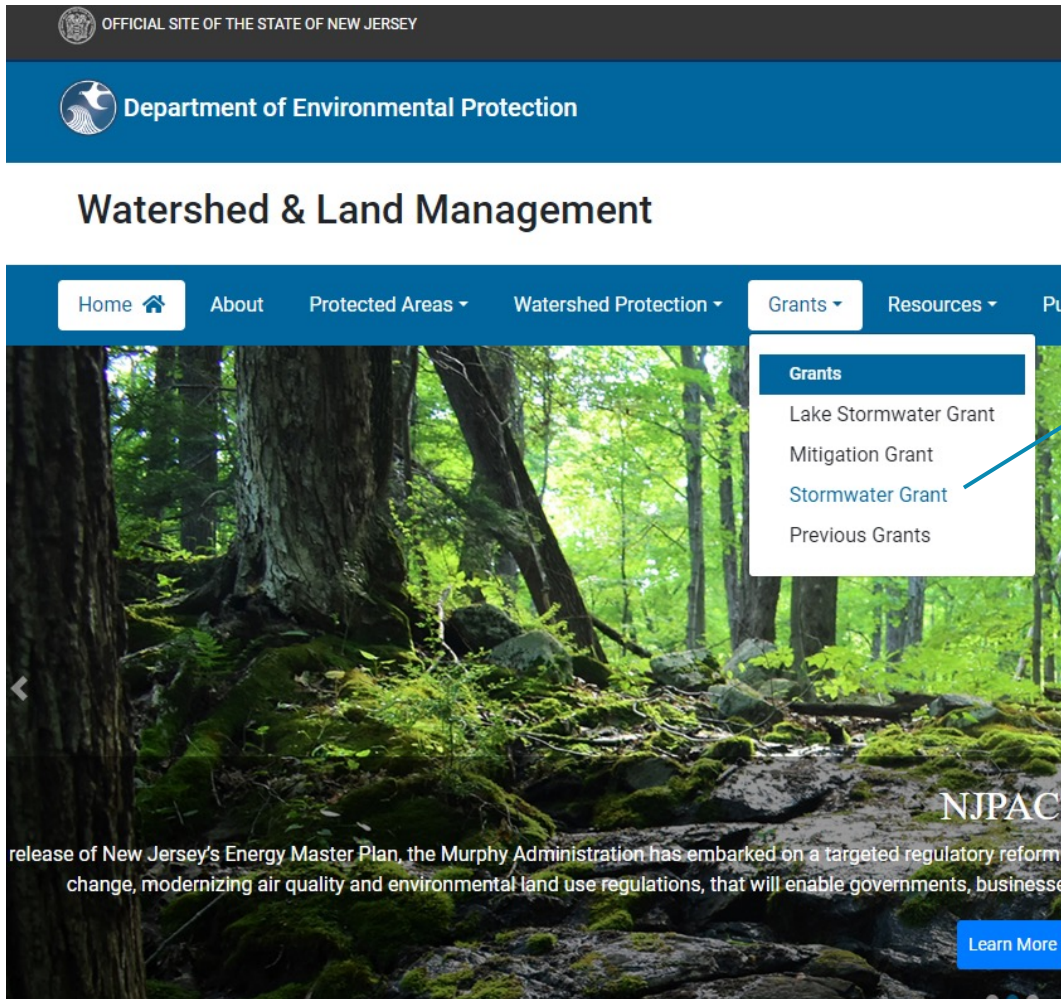 OFFICIAL SITE OF THE STATE OF NEW JERSEY
Department of Environmental Protection
Watershed & Land Management
Home About Protected Areas Watershed Protection Grants Resources Pu
Grants
Lake Stormwater Grant
Mitigation Grant
Stormwater Grant
Previous Grants
NJPAC
release of New Jersey's Energy Master Plan, the Murphy Administration has embarked on a targeted regulatory reform
change, modernizing air quality and environmental land use regulations, that will enable governments, businesse
Learn More